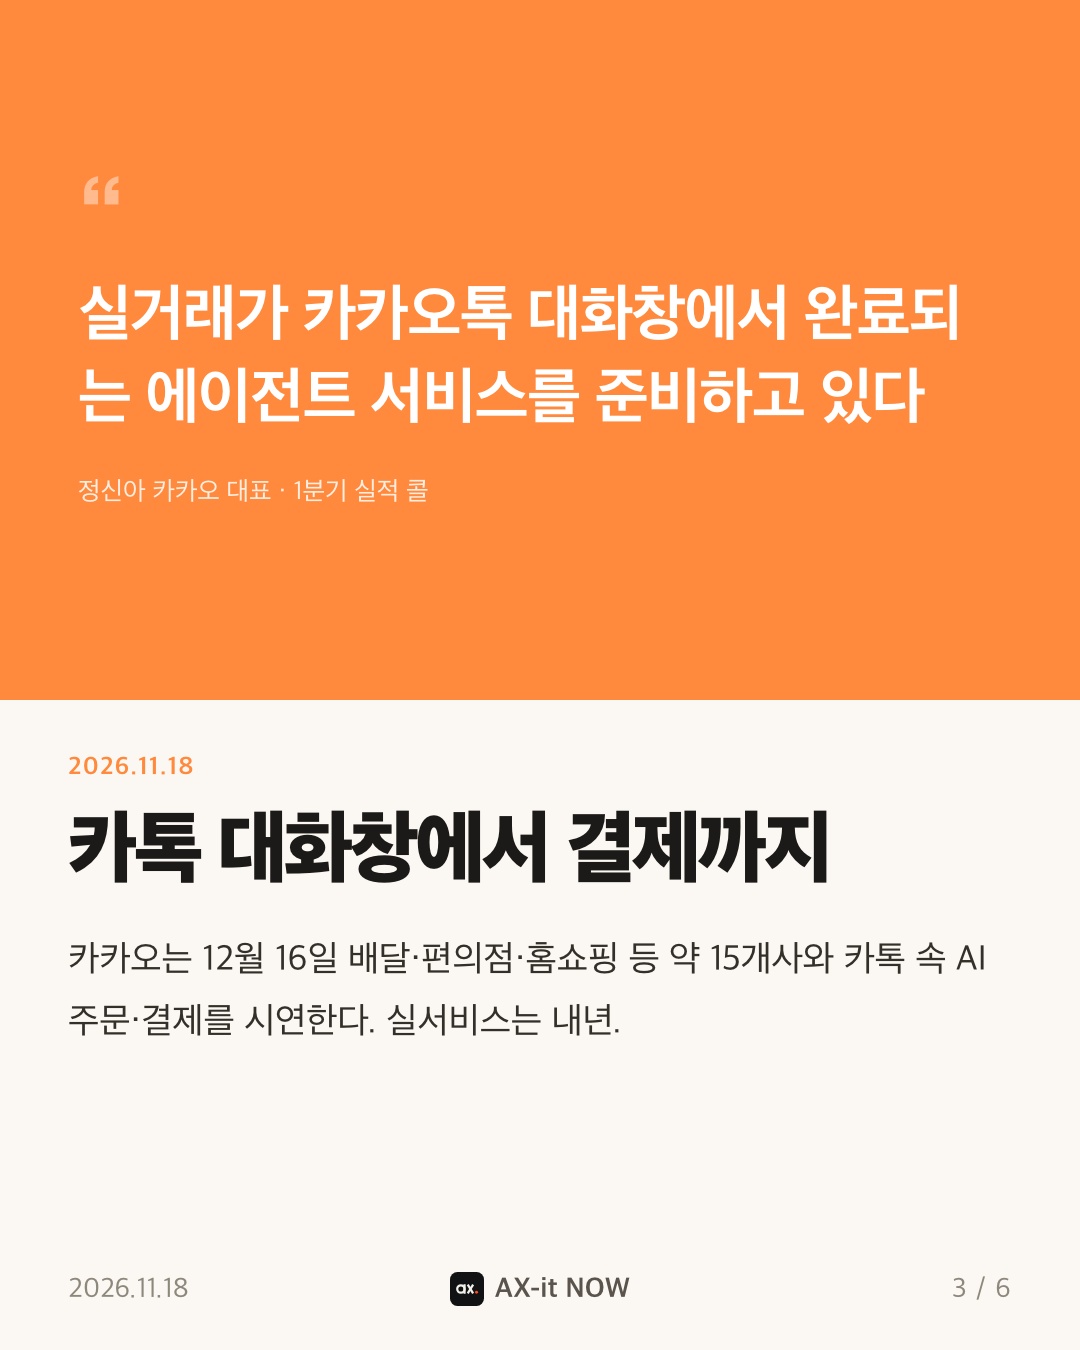 “
실거래가 카카오톡 대화창에서 완료되
는 에이전트 서비스를 준비하고 있다
정신아 카카오 대표 · 1분기 실적 콜
2026.11.18
카톡 대화창에서 결제까지
카카오는 12월 16일 배달·편의점·홈쇼핑 등 약 15개사와 카톡 속 AI
주문·결제를 시연한다. 실서비스는 내년.
2026.11.18
ax. AX-it NOW
3 / 6